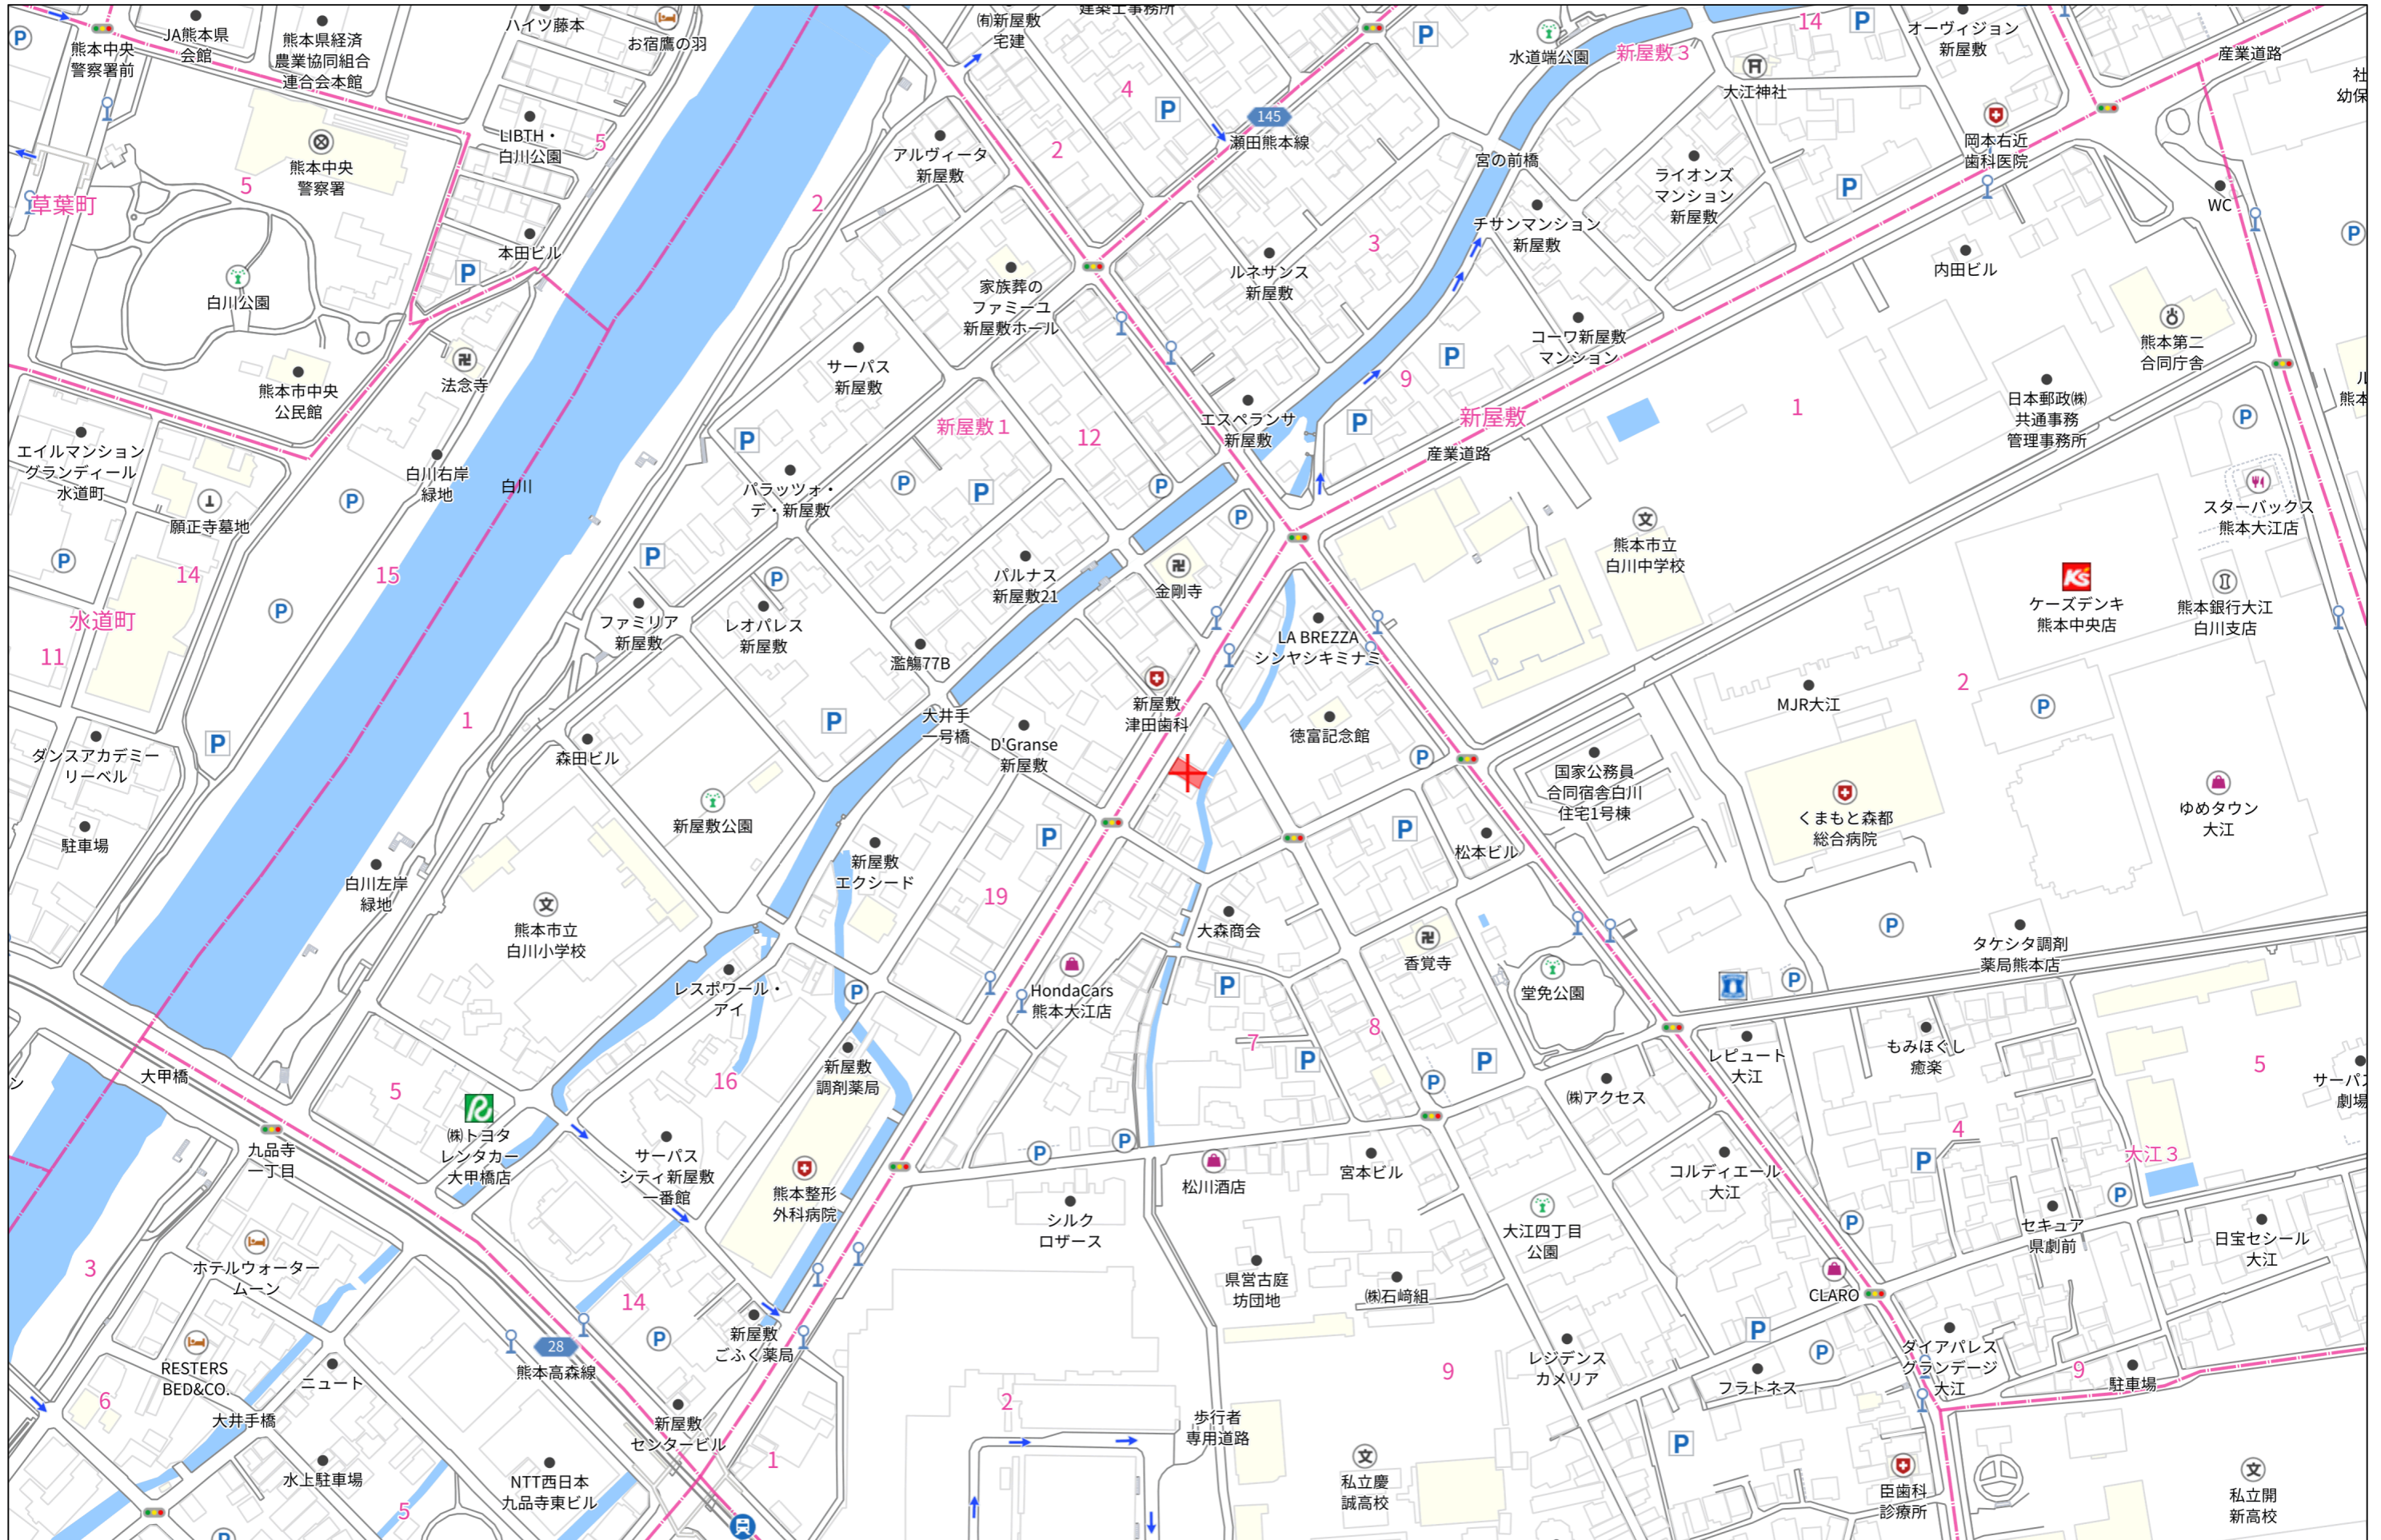 熊本中央
警察署前
JA熊本県
会館
熊本県経済
農業協同組合
連合会本館
ハイツ藤本
お宿鷹の羽
㈲新屋敷
宅建
建築士事務所
145
瀬田熊本線
水道端公園
新屋敷３
14
大江神社
オーヴィジョン
新屋敷
産業道路
社
幼保
熊本中央
警察署
5
草葉町
LIBTH・
白川公園
5
本田ビル
白川公園
法念寺
熊本市中央
公民館
2
アルヴィータ
新屋敷
4
2
宮の前橋
ライオンズ
マンション
新屋敷
チサンマンション
新屋敷
岡本右近
歯科医院
WC
3
ルネサンス
新屋敷
家族葬の
ファミーユ
新屋敷ホール
内田ビル
コーワ新屋敷
マンション
熊本第二
合同庁舎
サーパス
新屋敷
9
エスペランサ
新屋敷
新屋敷
産業道路
1
日本郵政㈱
共通事務
管理事務所
ル
熊本
エイルマンション
グランディール
水道町
願正寺墓地
白川右岸
緑地
白川
新屋敷１
12
パラッツォ・
デ・新屋敷
スターバックス
熊本大江店
熊本市立
白川中学校
14
15
水道町
11
パルナス
新屋敷21
金剛寺
ファミリア
新屋敷
レオパレス
新屋敷
濫觴77B
LA BREZZA
シンヤシキミナミ
ケーズデンキ
熊本中央店
熊本銀行大江
白川支店
1
大井手
一号橋
D'Granse
新屋敷
新屋敷
津田歯科
徳富記念館
MJR大江
2
ダンスアカデミー
リーベル
駐車場
森田ビル
新屋敷公園
新屋敷
エクシード
国家公務員
合同宿舎白川
住宅1号棟
松本ビル
くまもと森都
総合病院
ゆめタウン
大江
白川左岸
緑地
熊本市立
白川小学校
19
大森商会
香覚寺
堂免公園
タケシタ調剤
薬局熊本店
レスポワール・
アイ
HondaCars
熊本大江店
大甲橋
5
16
新屋敷
調剤薬局
7
8
レピュート
大江
もみほぐし
癒楽
5
サーパス
劇場
㈱アクセス
㈱トヨタ
レンタカー
大甲橋店
九品寺
一丁目
サーパス
シティ新屋敷
一番館
熊本整形
外科病院
松川酒店
宮本ビル
シルク
ロザース
コルディエール
大江
4
大江３
大江四丁目
公園
セキュア
県劇前
日宝セシール
大江
3
ホテルウォーター
ムーン
14
県営古庭
坊団地
㈱石﨑組
CLARO
新屋敷
ごふく薬局
28
熊本高森線
RESTERS
BED&CO.
ニュート
6
大井手橋
レジデンス
カメリア
ダイアパレス
グランデージ
大江
フラトネス
9
駐車場
9
2
新屋敷
センタービル
歩行者
専用道路
1
水上駐車場
5
NTT西日本
九品寺東ビル
私立慶
誠高校
臣歯科
診療所
私立開
新高校